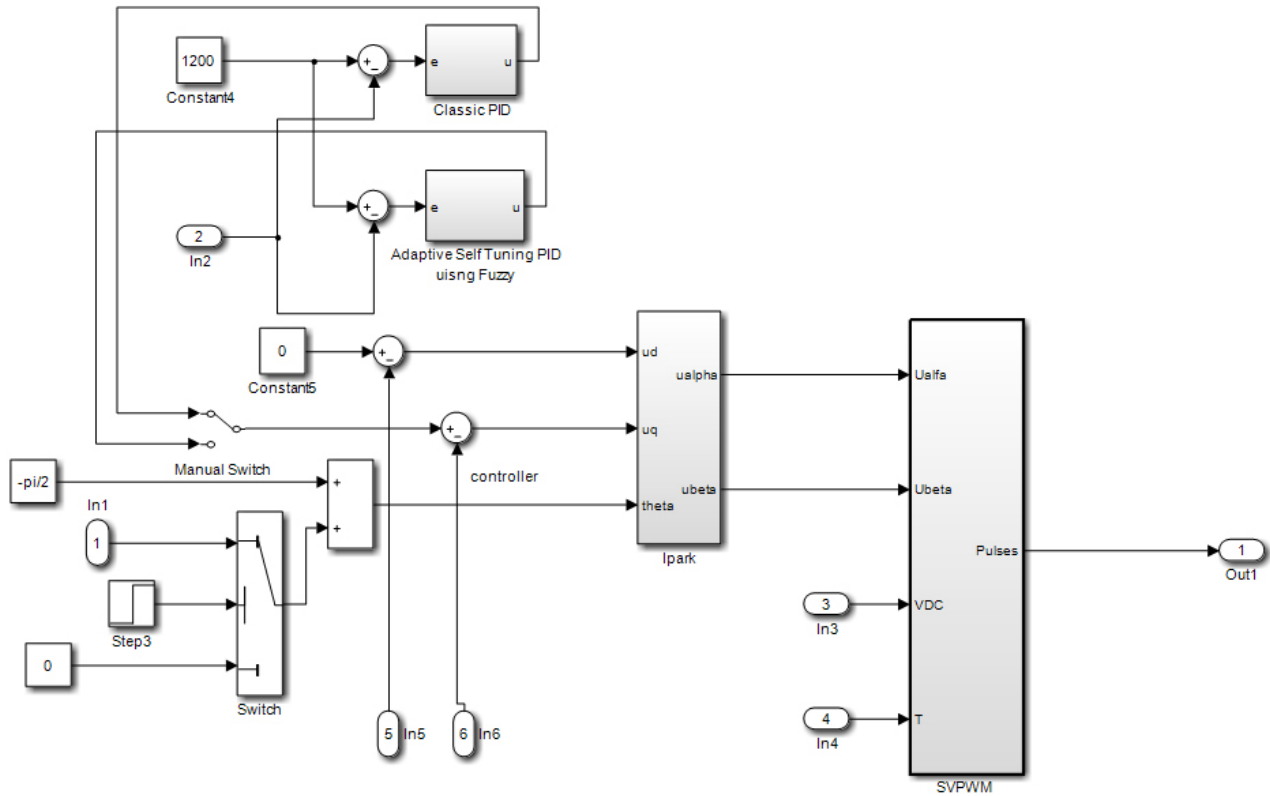 1200
Constant4
+
-
e
u
Classic PID
+
-
e
u
Adaptive Self Tuning PID
uisng Fuzzy
2
In2
0
Constant5
+
-
ud
ualpha
Ualfa
+
-
uq
Manual Switch
controller
-pi/2
+
In1
1
+
theta
ubeta
Ubeta
Ipark
Pulses
1
Out1
Step3
3
In3
VDC
0
Switch
5
In5
6
In6
4
In4
T
SVPWM